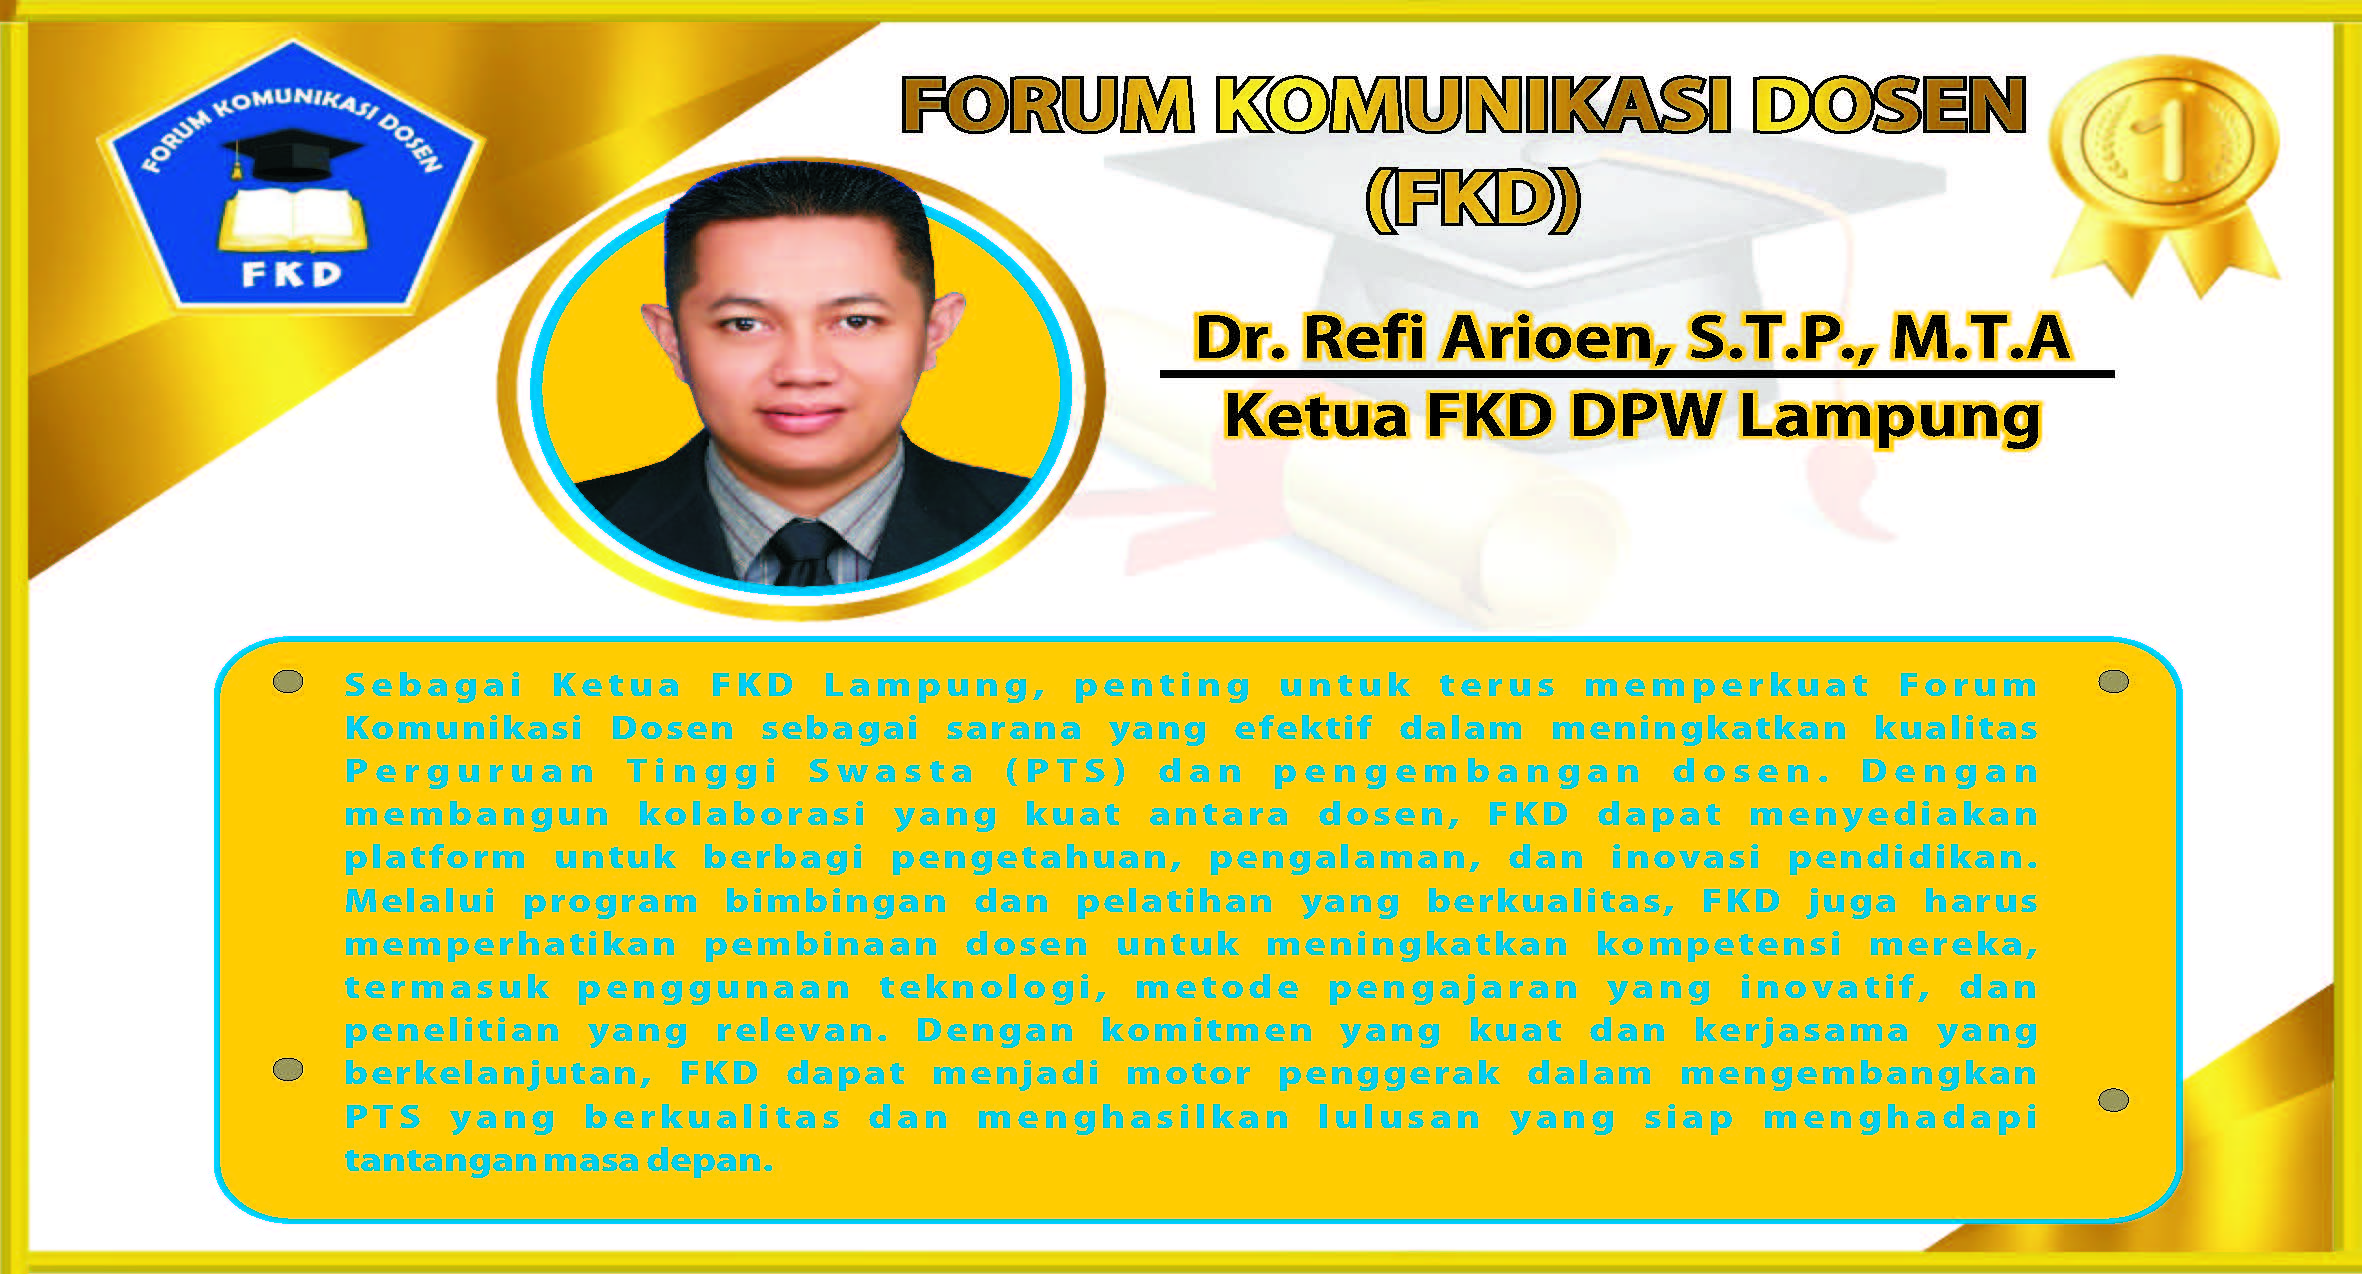 FORUM KOMUNIKASI DOSEN
FKD
FORUM KOMUNIKASI DOSEN
(FKD)
1
Dr. Refi Arioen, S.T.P., M.T.A
Ketua FKD DPW Lampung
Sebagai Ketua FKD Lampung, penting untuk terus memperkuat Forum
Komunikasi Dosen sebagai sarana yang efektif dalam meningkatkan kualitas
Perguruan Tinggi Swasta (PTS) dan pengembangan dosen. Dengan
membangun kolaborasi yang kuat antara dosen, FKD dapat menyediakan
platform untuk berbagi pengetahuan, pengalaman, dan inovasi pendidikan.
Melalui program bimbingan dan pelatihan yang berkualitas, FKD juga harus
memperhatikan pembinaan dosen untuk meningkatkan kompetensi mereka,
termasuk penggunaan teknologi, metode pengajaran yang inovatif, dan
penelitian yang relevan. Dengan komitmen yang kuat dan kerjasama yang
berkelanjutan, FKD dapat menjadi motor penggerak dalam mengembangkan
PTS yang berkualitas dan menghasilkan lulusan yang siap menghadapi
tantangan masa depan.